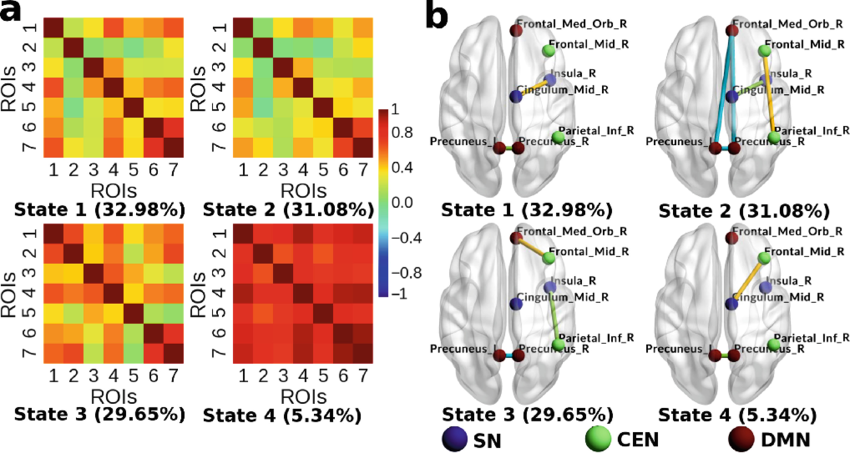 a
1 2 3 4 5 6 7
ROIs
1 2 3 4 5 6 7
ROIs
State 1 (32.98%)
1 2 3 4 5 6 7
ROIs
1 2 3 4 5 6 7
ROIs
State 2 (31.08%)
1 2 3 4 5 6 7
ROIs
1 2 3 4 5 6 7
ROIs
State 3 (29.65%)
1 2 3 4 5 6 7
1 2 3 4 5 6 7
ROIs
State 4 (5.34%)
1
0.8
0.4
0.0
−0.4
−0.8
−1
b
Frontal_Med_Orb_R
Frontal_Mid_R
Insula_R
Cingulum_Mid_R
Parietal_Inf_R
Precuneus_L
Precuneus_R
State 1 (32.98%)
Frontal_Med_Orb_R
Frontal_Mid_R
Insula_R
Cingulum_Mid_R
Parietal_Inf_R
Precuneus_L
Precuneus_R
State 2 (31.08%)
Frontal_Med_Orb_R
Frontal_Mid_R
Insula_R
Cingulum_Mid_R
Parietal_Inf_R
Precuneus_L
Precuneus_R
State 3 (29.65%)
Frontal_Med_Orb_R
Frontal_Mid_R
Insula_R
Cingulum_Mid_R
Parietal_Inf_R
Precuneus_L
Precuneus_R
State 4 (5.34%)
SN
CEN
DMN